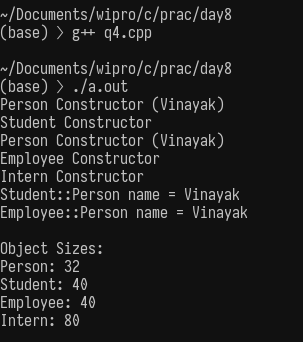 ~/Documents/wipro/c/prac/day8
(base) > g++ q4.cpp
~/Documents/wipro/c/prac/day8
(base) > ./a.out
Person Constructor (Vinayak)
Student Constructor
Person Constructor (Vinayak)
Employee Constructor
Intern Constructor
Student::Person name = Vinayak
Employee::Person name = Vinayak
Object Sizes:
Person: 32
Student: 40
Employee: 40
Intern: 80